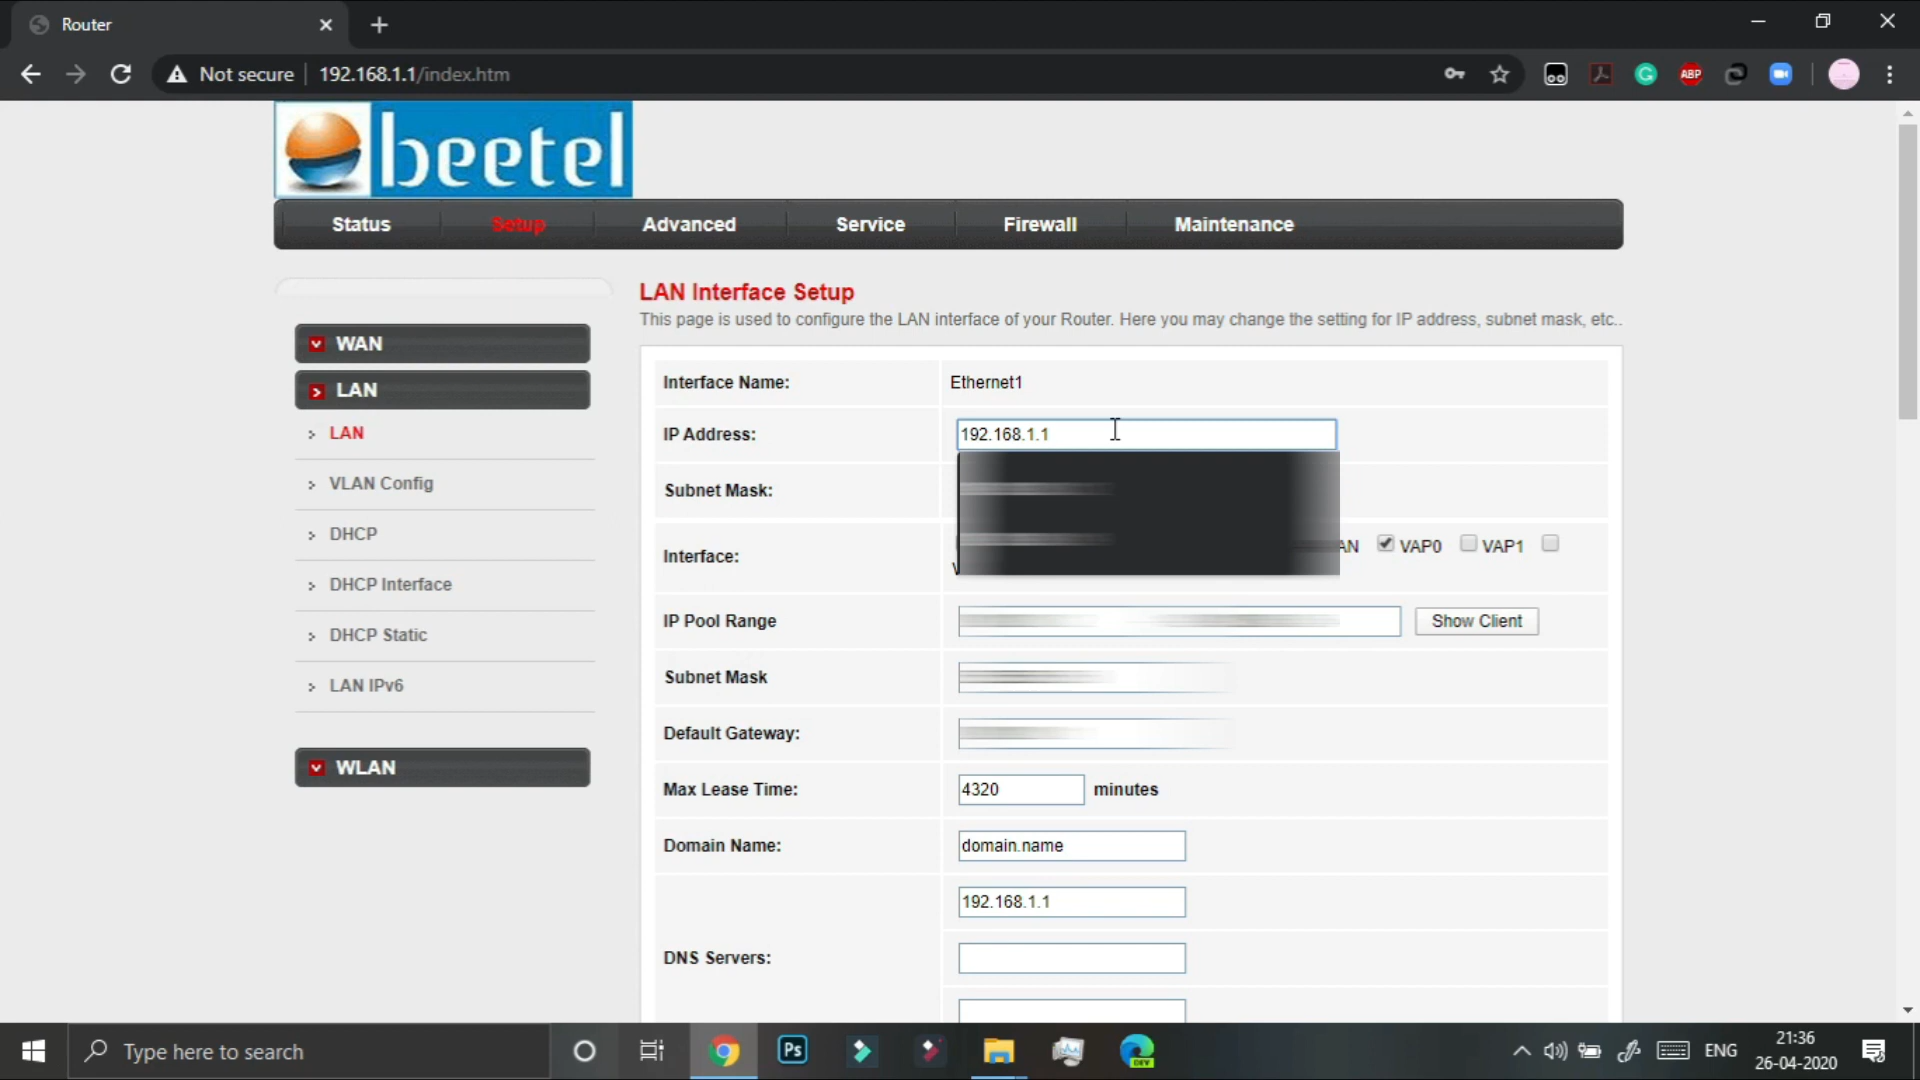 Router
Not secure
192.168.1.1/index.htm
ABP
beetel
Status
Setup
Advanced
Service
Firewall
Maintenance
LAN Interface Setup
This page is used to configure the LAN interface of your Router. Here you may change the setting for IP address, subnet mask, etc..
WAN
LAN
LAN
VLAN Config
DHCP
DHCP Interface
DHCP Static
LAN IPv6
WLAN
Interface Name:
Ethernet1
IP Address:
192.168.1.1
Subnet Mask:
Interface:
VAP0
VAP1
IP Pool Range
Show Client
Subnet Mask
Default Gateway:
Max Lease Time:
4320
minutes
Domain Name:
domain.name
192.168.1.1
DNS Servers:
Type here to search
Ps
DEV
ENG
21:36
26-04-2020